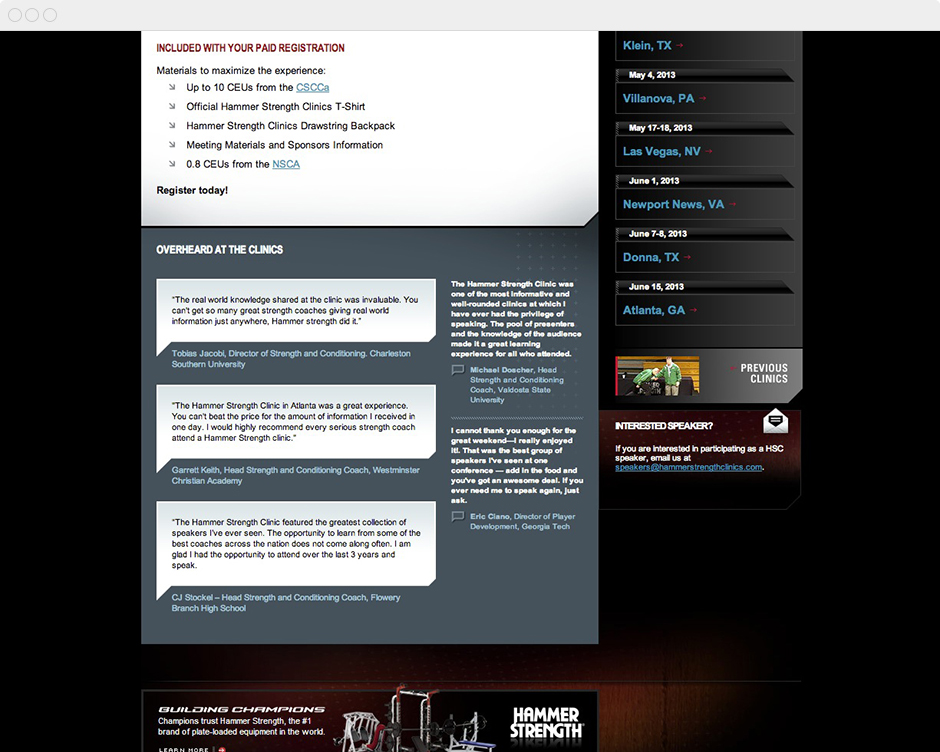 INCLUDED WITH YOUR PAID REGISTRATION
Materials to maximize the experience:
Up to 10 CEUs from the CSCCa
Official Hammer Strength Clinics T-Shirt
Hammer Strength Clinics Drawstring Backpack
Meeting Materials and Sponsors Information
0.8 CEUs from the NSCA
Register today!
OVERHEARD AT THE CLINICS
"The real world knowledge shared at the clinic was invaluable. You
can't get so many great strength coaches giving real world
information just anywhere, Hammer strength did it."
Tobias Jacobi, Director of Strength and Conditioning. Charleston
Southern University
"The Hammer Strength Clinic in Atlanta was a great experience.
You can't beat the price for the amount of information I received in
one day. I would highly recommend every serious strength coach
attend a Hammer Strength clinic."
Garrett Keith, Head Strength and Conditioning Coach, Westminster
Christian Academy
"The Hammer Strength Clinic featured the greatest collection of
speakers I've ever seen. The opportunity to learn from some of the
best coaches across the nation does not come along often. I am
glad I had the opportunity to attend over the last 3 years and
speak.
CJ Stockel – Head Strength and Conditioning Coach, Flowery
Branch High School
The Hammer Strength Clinic was
one of the most informative and
well-rounded clinics at which I
have ever had the privilege of
speaking. The pool of presenters
and the knowledge of the audience
made it a great learning
experience for all who attended.
Michael Doscher, Head
Strength and Conditioning
Coach, Valdosta State
University
I cannot thank you enough for the
great weekend—I really enjoyed
it!. That was the best group of
speakers I've seen at one
conference — add in the food and
you've got an awesome deal. If you
ever need me to speak again, just
ask.
Eric Ciano, Director of Player
Development, Georgia Tech
Klein, TX
May 4, 2013
Villanova, PA
May 17-18, 2013
Las Vegas, NV
June 1, 2013
Newport News, VA
June 7-8, 2013
Donna, TX
June 15, 2013
Atlanta, GA
PREVIOUS
CLINICS
INTERESTED SPEAKER?
If you are interested in participating as a HSC
speaker, email us at
speakers@hammerstrengthclinics.com.
BUILDING CHAMPIONS
Champions trust Hammer Strength, the #1
brand of plate-loaded equipment in the world.
LEARN MORE
HAMMER
STRENGTH